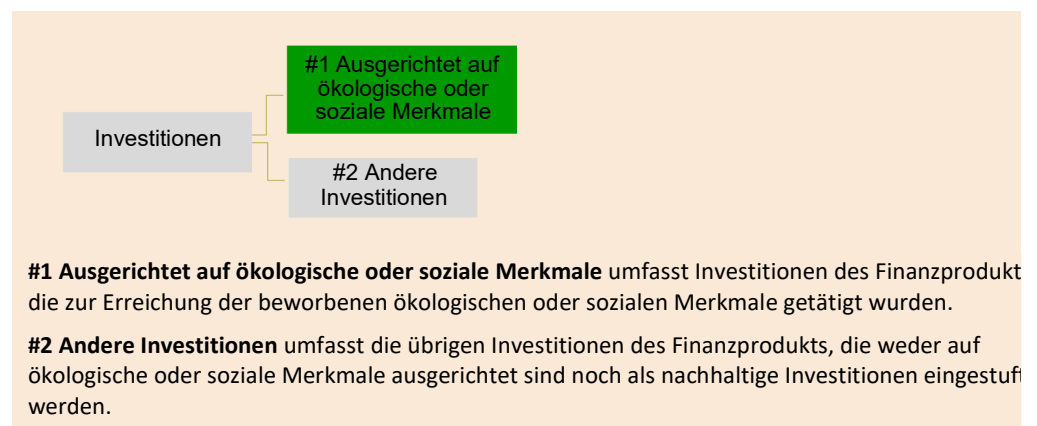 #1 Ausgerichtet auf
ökologische oder
soziale Merkmale
Investitionen
#2 Andere
Investitionen
#1 Ausgerichtet auf ökologische oder soziale Merkmale umfasst Investitionen des Finanzprodukt
die zur Erreichung der beworbenen ökologischen oder sozialen Merkmale getätigt wurden.
#2 Andere Investitionen umfasst die übrigen Investitionen des Finanzprodukts, die weder auf
ökologische oder soziale Merkmale ausgerichtet sind noch als nachhaltige Investitionen eingestuft
werden.